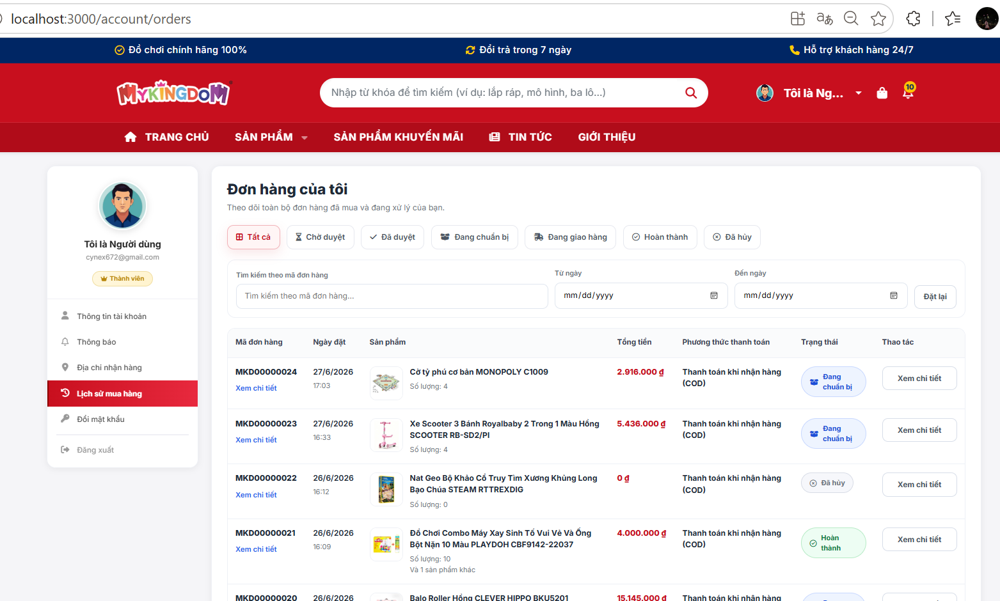 localhost:3000/account/orders
Đồ chơi chính hãng 100%
Đổi trả trong 7 ngày
Hỗ trợ khách hàng 24/7
MYKINGDOM
Nhập từ khóa để tìm kiếm (ví dụ: lắp ráp, mô hình, ba lô...)
Tôi là Ng...
10
TRANG CHỦ
SẢN PHẨM
SẢN PHẨM KHUYẾN MÃI
TIN TỨC
GIỚI THIỆU
Tôi là Người dùng
cynex672@gmail.com
Thành viên
Thông tin tài khoản
Thông báo
Địa chỉ nhận hàng
Lịch sử mua hàng
Đổi mật khẩu
Đăng xuất
Đơn hàng của tôi
Theo dõi toàn bộ đơn hàng đã mua và đang xử lý của bạn.
Tất cả
Chờ duyệt
Đã duyệt
Đang chuẩn bị
Đang giao hàng
Hoàn thành
Đã hủy
Tìm kiếm theo mã đơn hàng
Từ ngày
Đến ngày
Tìm kiếm theo mã đơn hàng...
mm/dd/yyyy
mm/dd/yyyy
Đặt lại
Mã đơn hàng
Ngày đặt
Sản phẩm
Tổng tiền
Phương thức thanh toán
Trạng thái
Thao tác
MKD00000024
Xem chi tiết
27/6/2026
17:03
Cờ tỷ phú cơ bản MONOPOLY C1009
Số lượng: 4
2.916.000 ₫
Thanh toán khi nhận hàng
(COD)
Đang
chuẩn bị
Xem chi tiết
MKD00000023
Xem chi tiết
27/6/2026
16:33
Xe Scooter 3 Bánh Royalbaby 2 Trong 1 Màu Hồng
SCOOTER RB-SD2/PI
Số lượng: 4
5.436.000 ₫
Thanh toán khi nhận hàng
(COD)
Đang
chuẩn bị
Xem chi tiết
MKD00000022
Xem chi tiết
26/6/2026
16:12
Nat Geo Bộ Khảo Cổ Truy Tìm Xương Khủng Long
Bạo Chúa STEAM RTTREXDIG
Số lượng: 0
0 ₫
Thanh toán khi nhận hàng
(COD)
Đã hủy
Xem chi tiết
MKD00000021
Xem chi tiết
26/6/2026
16:09
Đồ Chơi Combo Máy Xay Sinh Tố Vui Vẻ Và Ống
Bột Nặn 10 Màu PLAYDOH CBF9142-22037
Số lượng: 10
Và 1 sản phẩm khác
4.000.000 ₫
Thanh toán khi nhận hàng
(COD)
Hoàn
thành
Xem chi tiết
MKD00000020
26/6/2026
Balo Roller Hồng CLEVER HIPPO BKU5201
15.145.000 ₫
Thanh toán khi nhận hàng